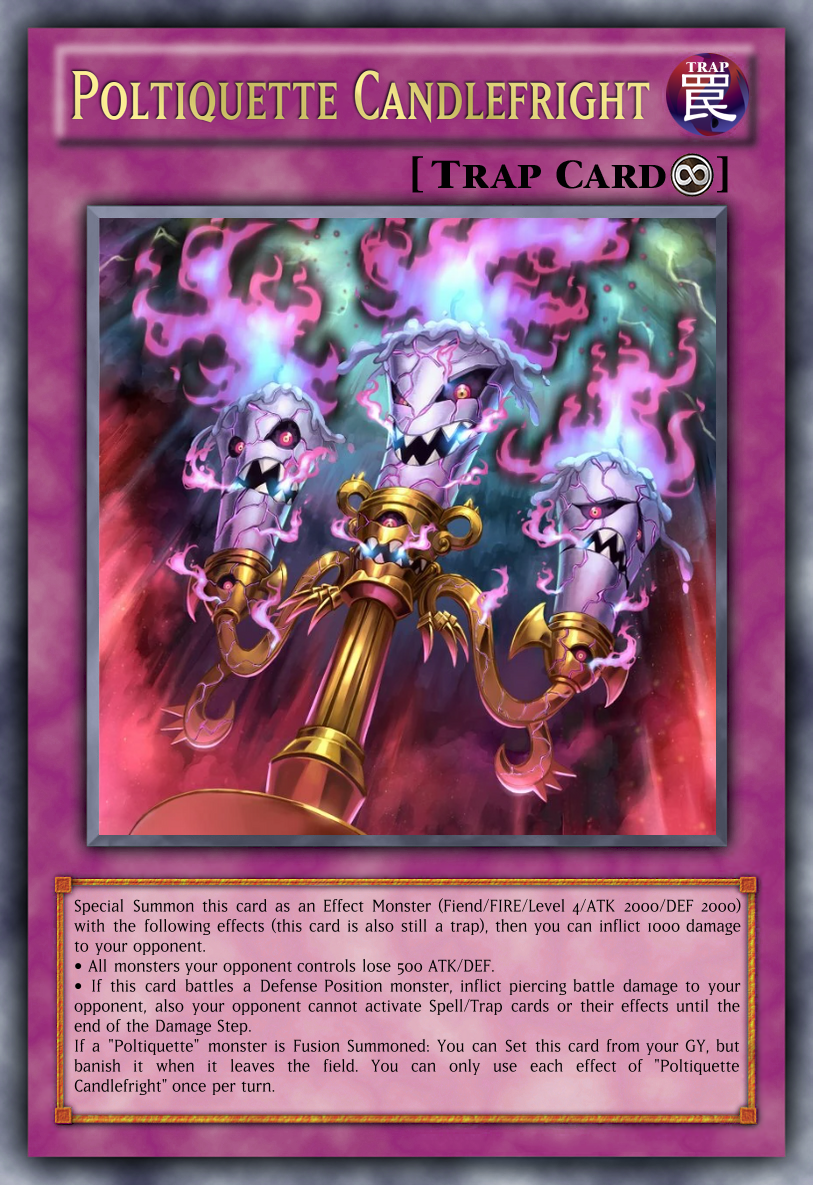 Poltiquette Candlefright
TRAP
罠
[Trap Card∞]
Special Summon this card as an Effect Monster (Fiend/FIRE/Level 4/ATK 2000/DEF 2000)
with the following effects (this card is also still a trap), then you can inflict 1000 damage
to your opponent.
• All monsters your opponent controls lose 500 ATK/DEF.
• If this card battles a Defense Position monster, inflict piercing battle damage to your
opponent, also your opponent cannot activate Spell/Trap cards or their effects until the
end of the Damage Step.
If a "Poltiquette" monster is Fusion Summoned: You can Set this card from your GY, but
banish it when it leaves the field. You can only use each effect of "Poltiquette
Candlefright" once per turn.